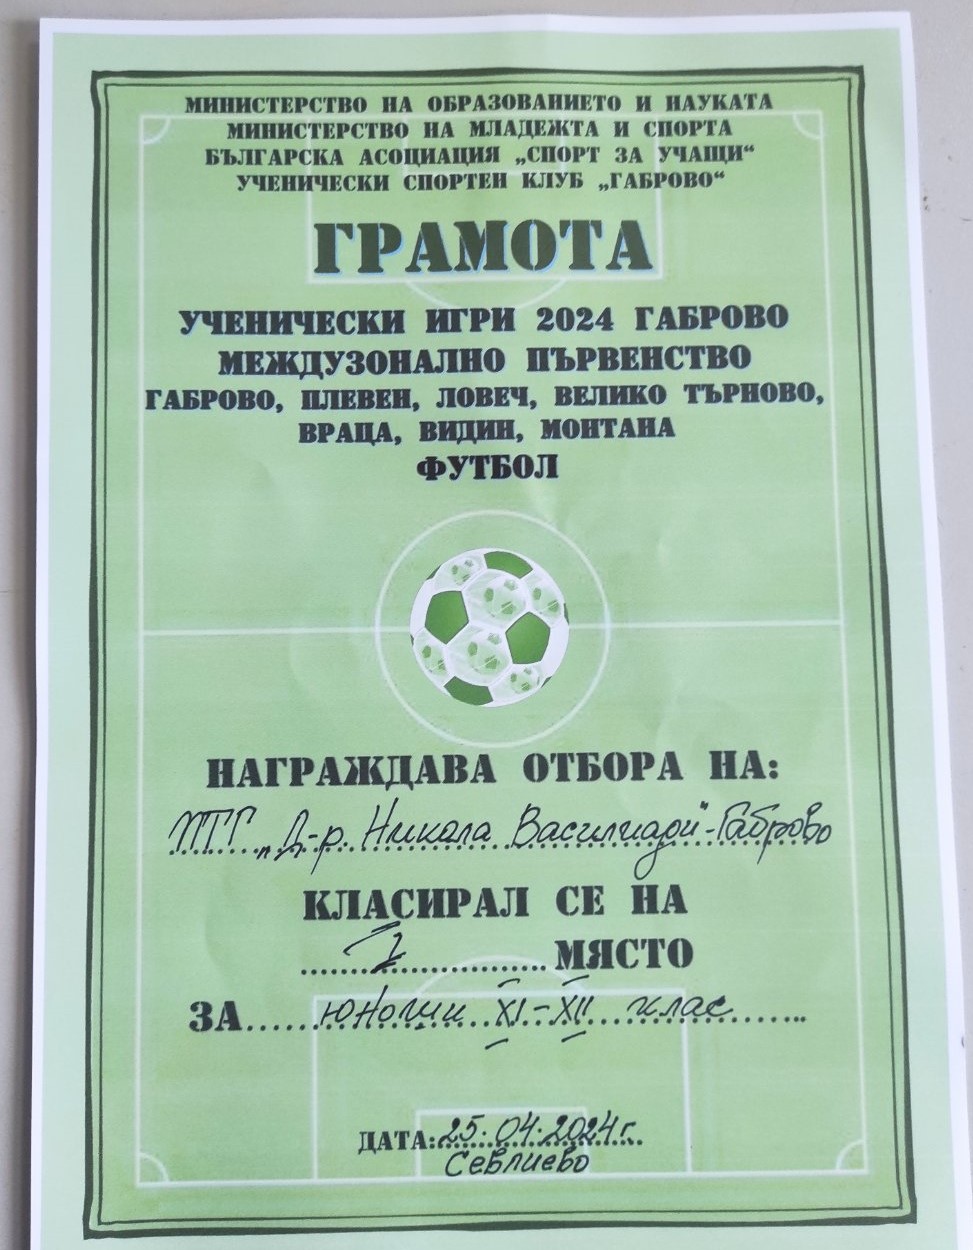 МИНИСТЕРСТВО НА ОБРАЗОВАНИЕТО И НАУКАТА
МИНИСТЕРСТВО НА МЛАДЕЖТА И СПОРТА
БЪЛГАРСКА АСОЦИАЦИЯ „СПОРТ ЗА УЧАЩИ“
УЧЕНИЧЕСКИ СПОРТЕН КЛУБ „ГАБРОВО“
ГРАМОТА
УЧЕНИЧЕСКИ ИГРИ 2024 ГАБРОВО
МЕЖДУЗОНАЛНО ПЪРВЕНСТВО
ГАБРОВО, ПЛЕВЕН, ЛОВЕЧ, ВЕЛИКО ТЪРНОВО,
ВРАЦА, ВИДИН, МОНТАНА
ФУТБОЛ
НАГРАЖДАВА ОТБОРА НА:
ПТГ „Д-р. Никола Василиади"-Габрово
КЛАСИРАЛ СЕ НА
МЯСТО
ЗА юноши XI-XII клас
ДАТА: 25.04.2024 г.
Севлиево